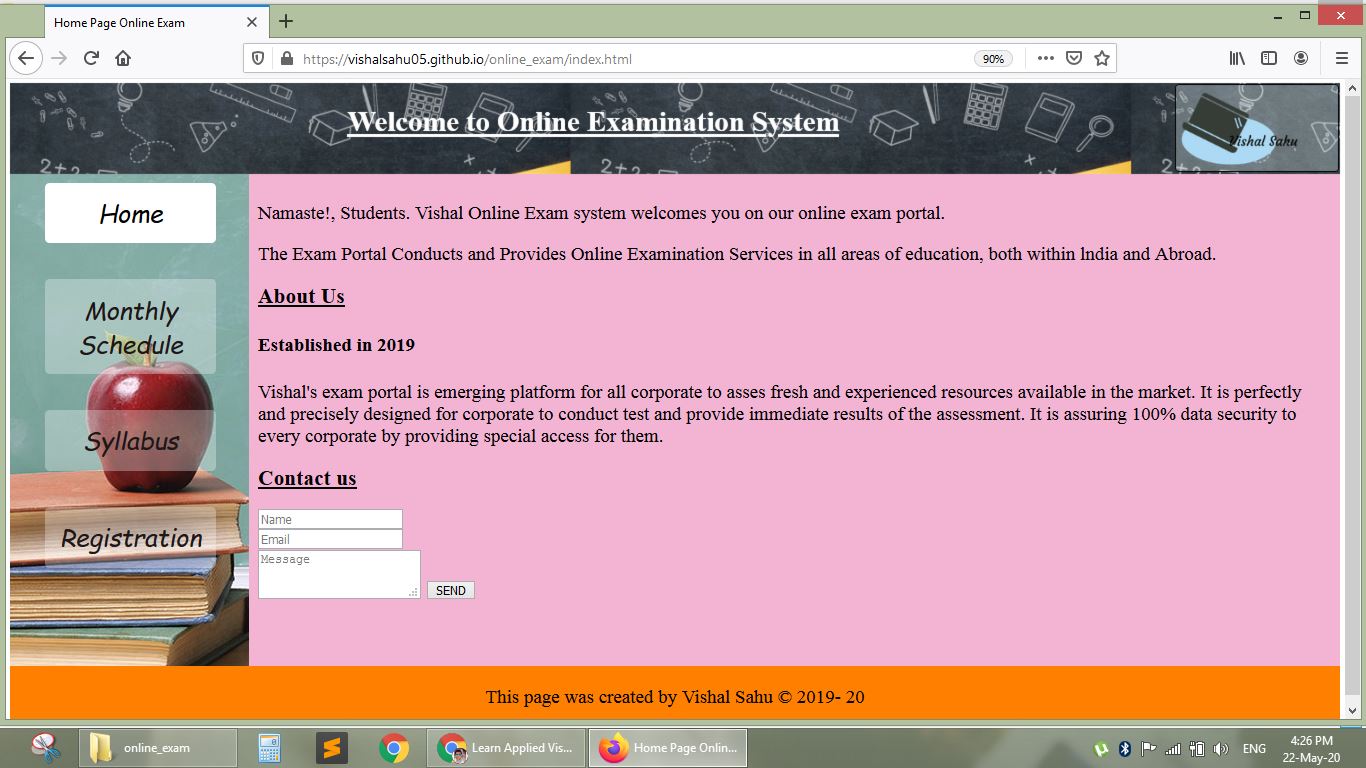 Home Page Online Exam
https://vishalsahu05.github.io/online_exam/index.html
90%
Welcome to Online Examination System
Vishal Sahu
2+2=
2+2=
2+2
Home
Monthly
Schedule
Syllabus
Registration
Namaste!, Students. Vishal Online Exam system welcomes you on our online exam portal.
The Exam Portal Conducts and Provides Online Examination Services in all areas of education, both within lndia and Abroad.
About Us
Established in 2019
Vishal's exam portal is emerging platform for all corporate to asses fresh and experienced resources available in the market. It is perfectly
and precisely designed for corporate to conduct test and provide immediate results of the assessment. It is assuring 100% data security to
every corporate by providing special access for them.
Contact us
Name
Email
Message
SEND
This page was created by Vishal Sahu © 2019- 20
online_exam
Learn Applied Vis...
Home Page Onlin...
ENG
4:26 PM
22-May-20